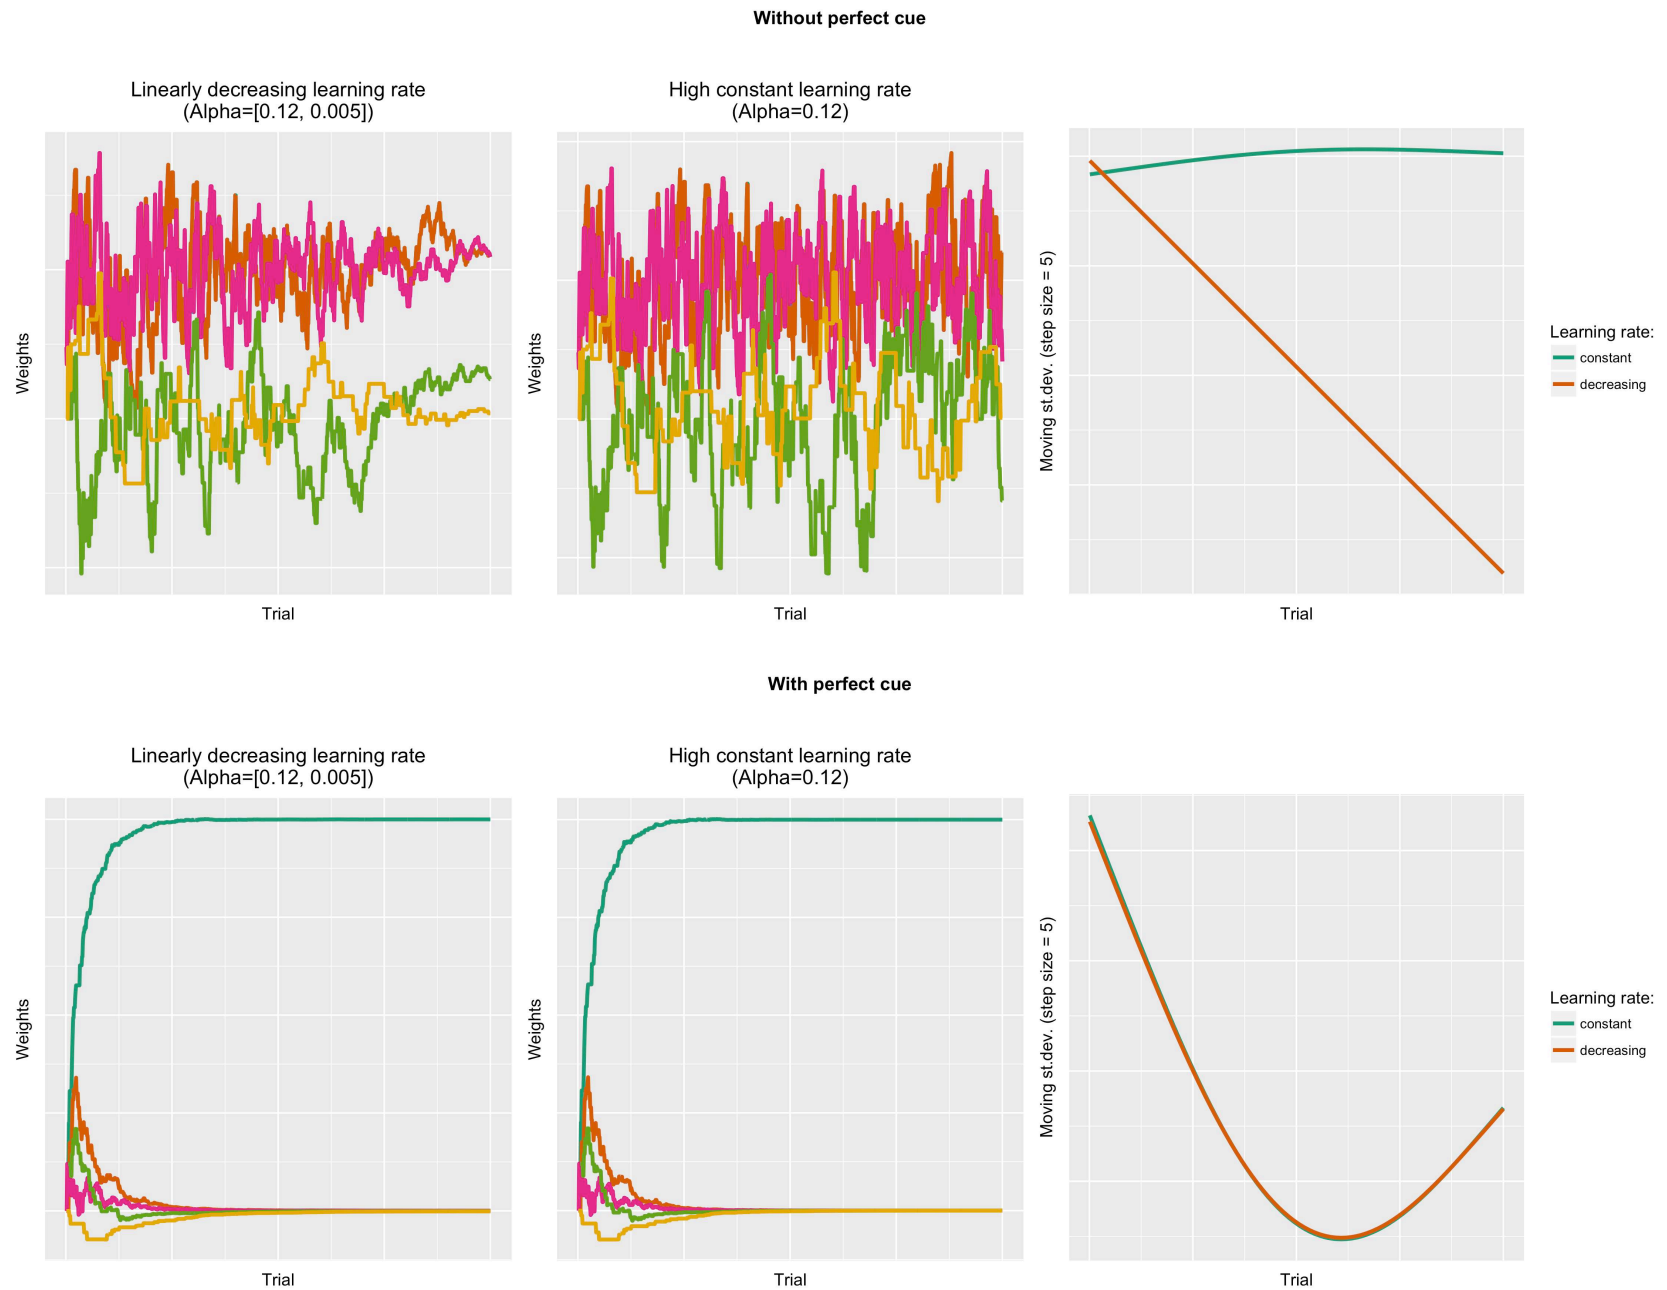 Without perfect cue
Linearly decreasing learning rate
(Alpha=[0.12, 0.005])
Weights
Trial
High constant learning rate
(Alpha=0.12)
Weights
Trial
Moving st.dev. (step size = 5)
Trial
Learning rate:
constant
decreasing
With perfect cue
Linearly decreasing learning rate
(Alpha=[0.12, 0.005])
Weights
Trial
High constant learning rate
(Alpha=0.12)
Weights
Trial
Moving st.dev. (step size = 5)
Trial
Learning rate:
constant
decreasing